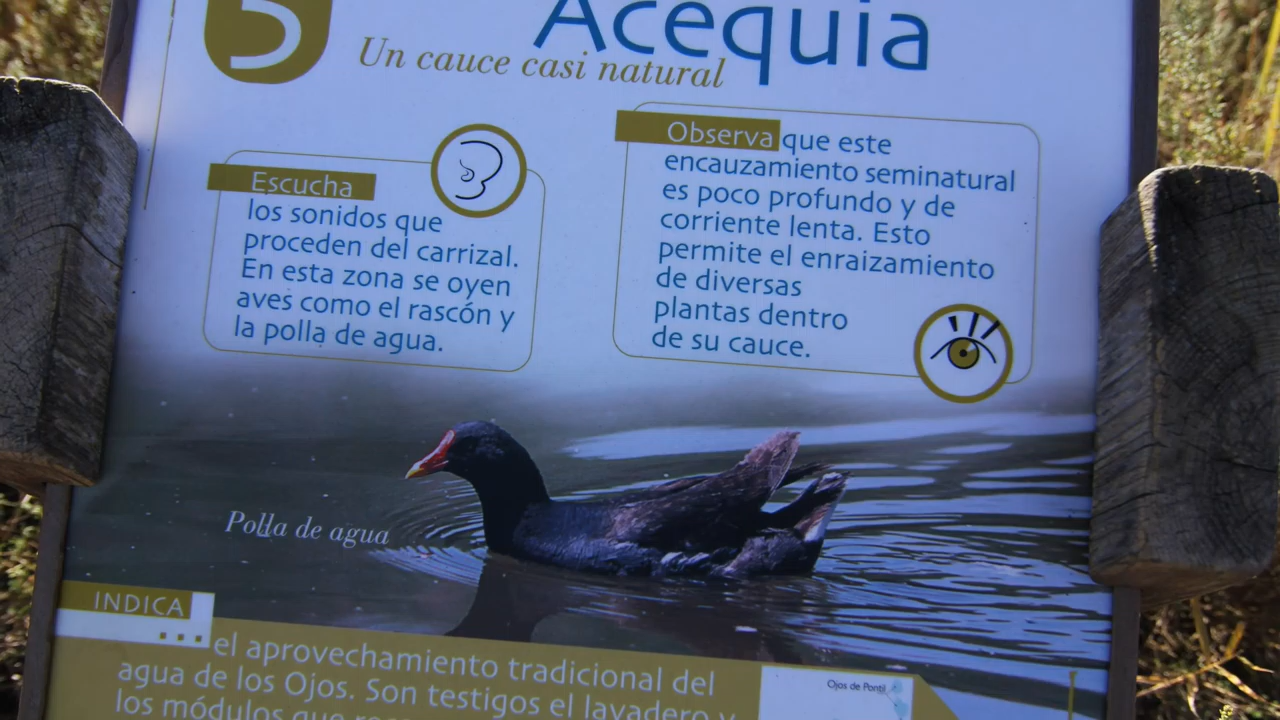 5
Acequia
Un cauce casi natural
Escucha
los sonidos que
proceden del carrizal.
En esta zona se oyen
aves como el rascón y
la polla de agua.
Observa que este
encauzamiento seminatural
es poco profundo y de
corriente lenta. Esto
permite el enraizamiento
de diversas
plantas dentro
de su cauce.
Polla de agua
INDICA
... el aprovechamiento tradicional del
agua de los Ojos. Son testigos el lavadero y
los módulos que
Ojos de Pontil